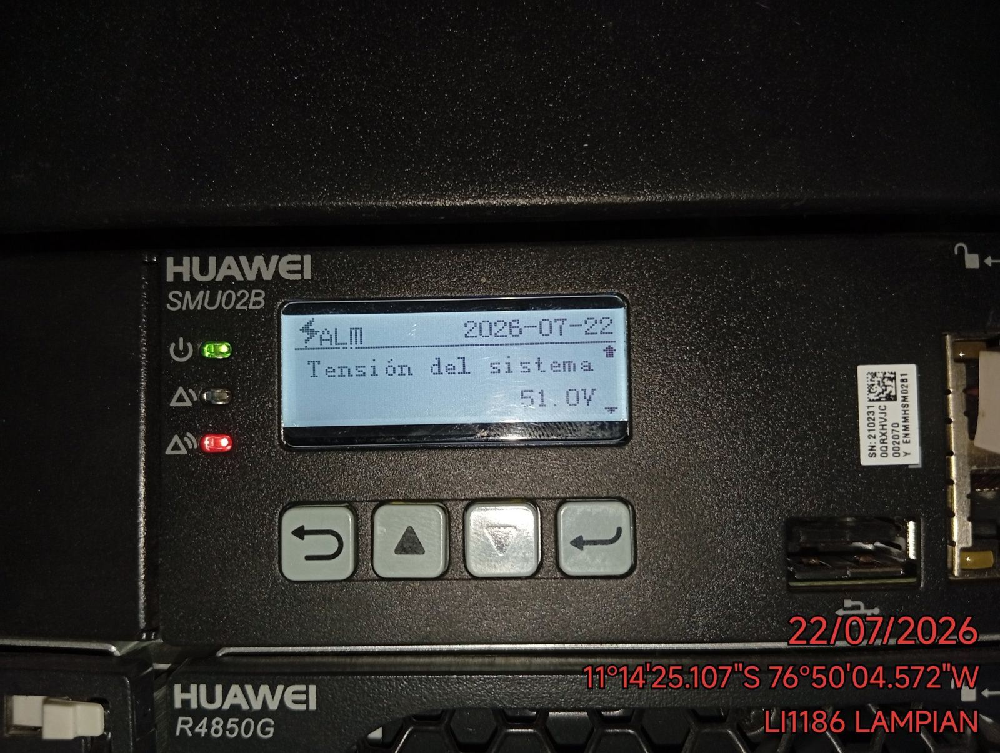 HUAWEI
SMU02B
ALM 2026-07-22
Tensión del sistema
51.0V
SN: 210231
0QRXHVJC
002070
Y ENMMHSM02B1
22/07/2026
11°14'25.107"S 76°50'04.572"W
LI1186 LAMPIAN
HUAWEI
R4850G